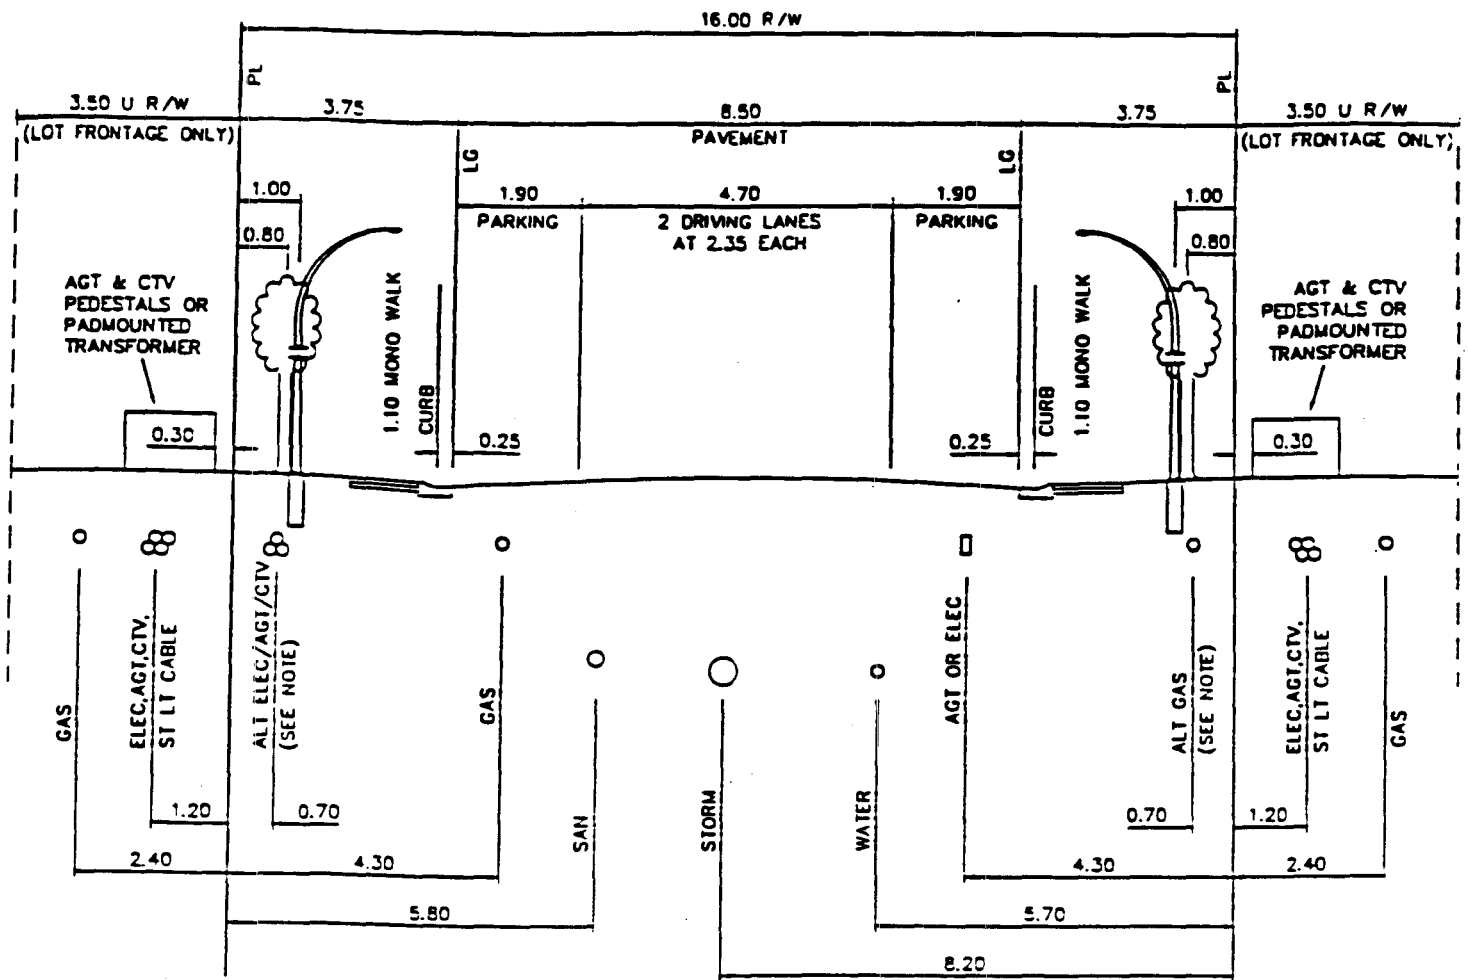 16.00 R/W
PL
PL
3.50 U R/W
3.75
8.50
3.75
3.50 U R/W
(LOT FRONTAGE ONLY)
PAVEMENT
(LOT FRONTAGE ONLY)
LG
LG
1.00
1.90
4.70
1.90
1.00
PARKING
2 DRIVING LANES
AT 2.35 EACH
PARKING
0.80
0.80
AGT & CTV
PEDESTALS OR
PADMOUNTED
TRANSFORMER
AGT & CTV
PEDESTALS OR
PADMOUNTED
TRANSFORMER
1.10 MONO WALK
CURB
CURB
1.10 MONO WALK
0.30
0.25
0.25
0.30
GAS
ELEC,AGT,CTV,
ST LT CABLE
ALT ELEC/AGT/CTV
(SEE NOTE)
GAS
SAN
STORM
WATER
AGT OR ELEC
ALT GAS
(SEE NOTE)
ELEC,AGT,CTV,
ST LT CABLE
GAS
1.20
0.70
0.70
1.20
2.40
4.30
4.30
2.40
5.80
5.70
8.20